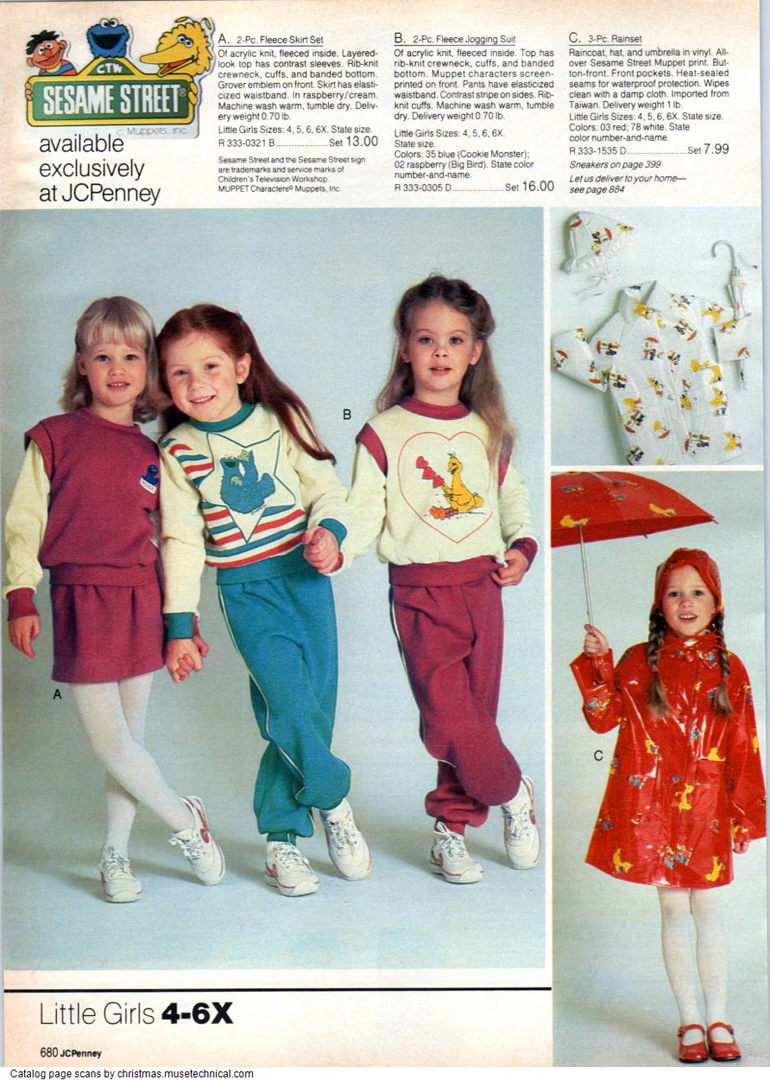 CTW
SESAME STREET®
© Muppets, Inc.
available
exclusively
at JCPenney
A. 2-Pc. Fleece Skirt Set
Of acrylic knit, fleeced inside. Layered-
look top has contrast sleeves. Rib-knit
crewneck, cuffs, and banded bottom.
Grover emblem on front. Skirt has elasti-
cized waistband. In raspberry/cream.
Machine wash warm, tumble dry. Deliv-
ery weight 0.70 lb.
Little Girls Sizes: 4, 5, 6, 6X. State size.
R 333-0321 B....................Set 13.00
Sesame Street and the Sesame Street sign
are trademarks and service marks of
Children's Television Workshop.
MUPPET Characters® Muppets, Inc.
B. 2-Pc. Fleece Jogging Suit
Of acrylic knit, fleeced inside. Top has
rib-knit crewneck, cuffs, and banded
bottom. Muppet characters screen-
printed on front. Pants have elasticized
waistband. Contrast stripe on sides. Rib-
knit cuffs. Machine wash warm, tumble
dry. Delivery weight 0.70 lb.
Little Girls Sizes: 4, 5, 6, 6X.
State size.
Colors: 35 blue (Cookie Monster);
02 raspberry (Big Bird). State color
number-and-name.
R 333-0305 D..................Set 16.00
C. 3-Pc. Rainset
Raincoat, hat, and umbrella in vinyl. All-
over Sesame Street Muppet print. But-
ton-front. Front pockets. Heat-sealed
seams for waterproof protection. Wipes
clean with a damp cloth. Imported from
Taiwan. Delivery weight 1 lb.
Little Girls Sizes: 4, 5, 6, 6X. State size.
Colors: 03 red; 78 white. State
color number-and-name.
R 333-1535 D....................Set 7.99
Sneakers on page 399
Let us deliver to your home—
see page 884
B
A
C
Little Girls 4-6X
680 JCPenney
Catalog page scans by christmas.musetechnical.com